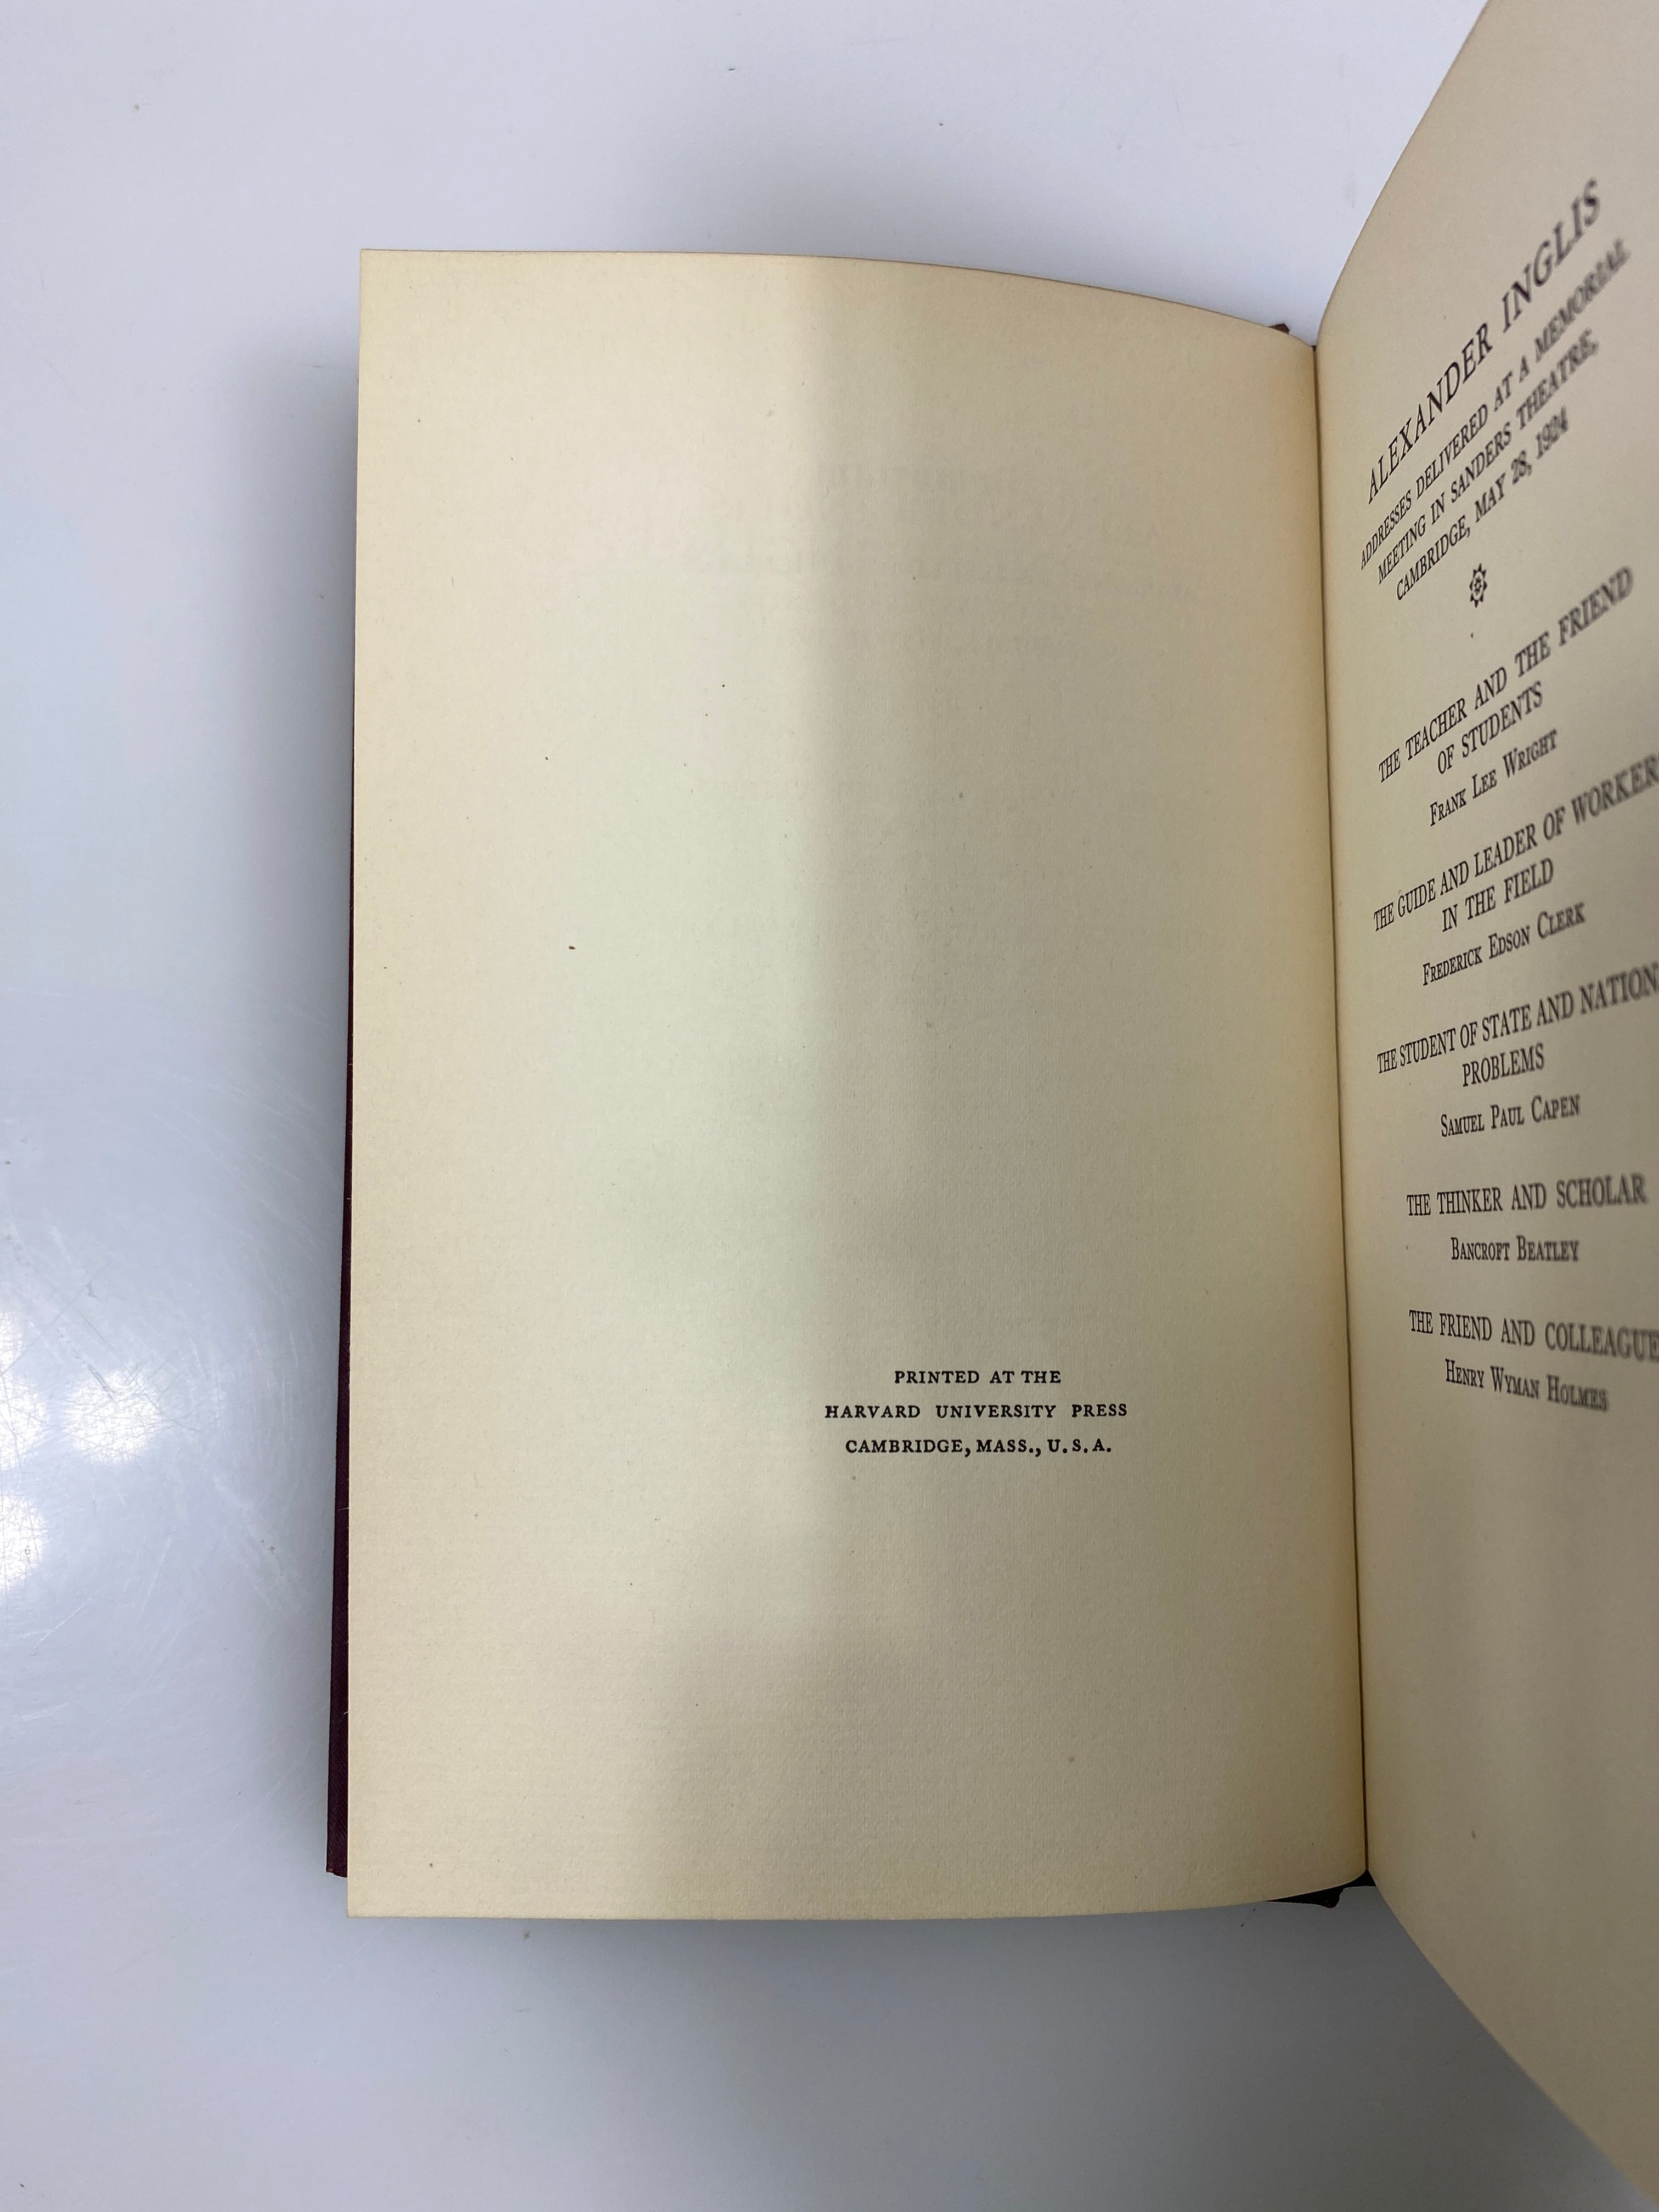 PRINTED AT THE
HARVARD UNIVERSITY PRESS
CAMBRIDGE, MASS., U. S. A.
ALEXANDER INGLIS
ADDRESSES DELIVERED AT A MEMORIAL
MEETING IN SANDERS THEATRE,
CAMBRIDGE, MAY 28, 1924
THE TEACHER AND THE FRIEND
OF STUDENTS
FRANK LEE WRIGHT
THE GUIDE AND LEADER OF WORKERS
IN THE FIELD
FREDERICK EDSON CLERK
THE STUDENT OF STATE AND NATION
PROBLEMS
SAMUEL PAUL CAPEN
THE THINKER AND SCHOLAR
BANCROFT BEATLEY
THE FRIEND AND COLLEAGUE
HENRY WYMAN HOLMES